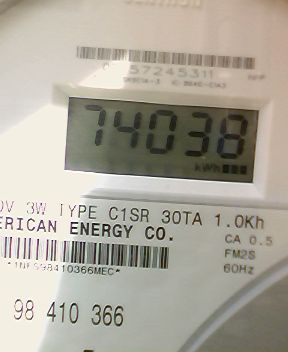 57245311
74038
kWh
3W TYPE C1SR 30TA 1.0Kh
ERICAN ENERGY CO.
CA 0.5
FM2S
60Hz
98 410 366